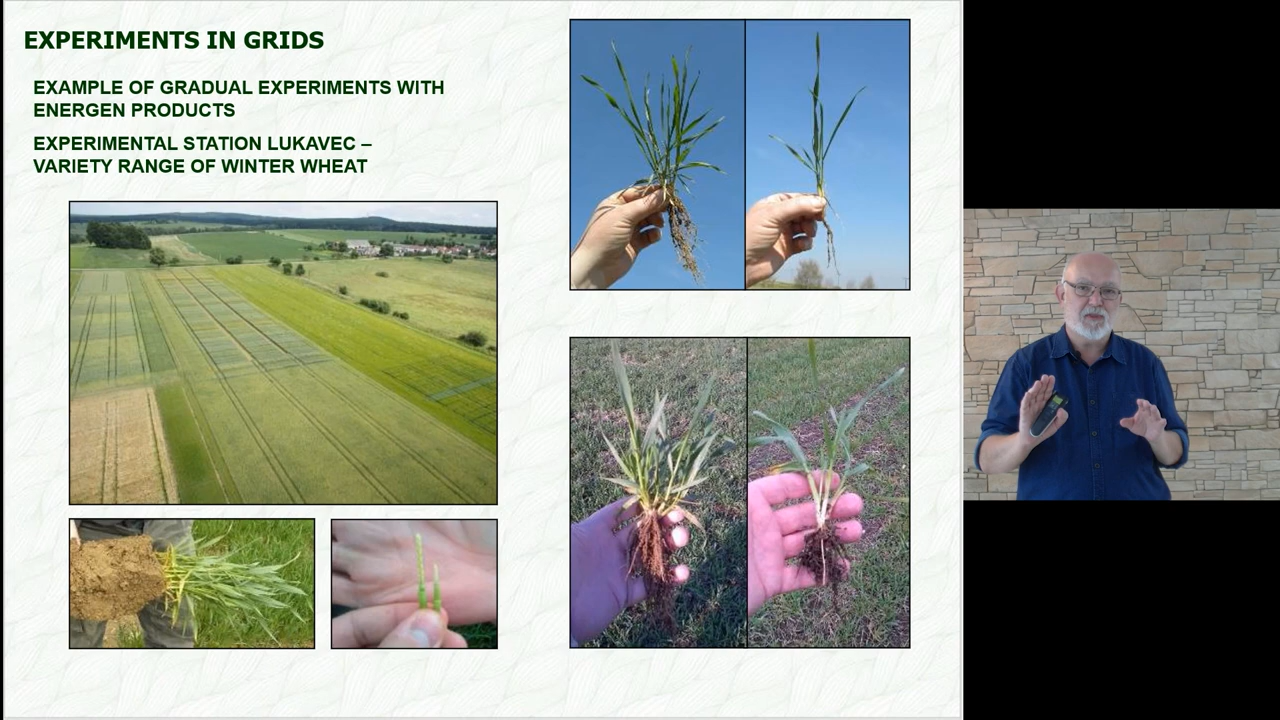 EXPERIMENTS IN GRIDS
EXAMPLE OF GRADUAL EXPERIMENTS WITH
ENERGEN PRODUCTS
EXPERIMENTAL STATION LUKAVEC –
VARIETY RANGE OF WINTER WHEAT